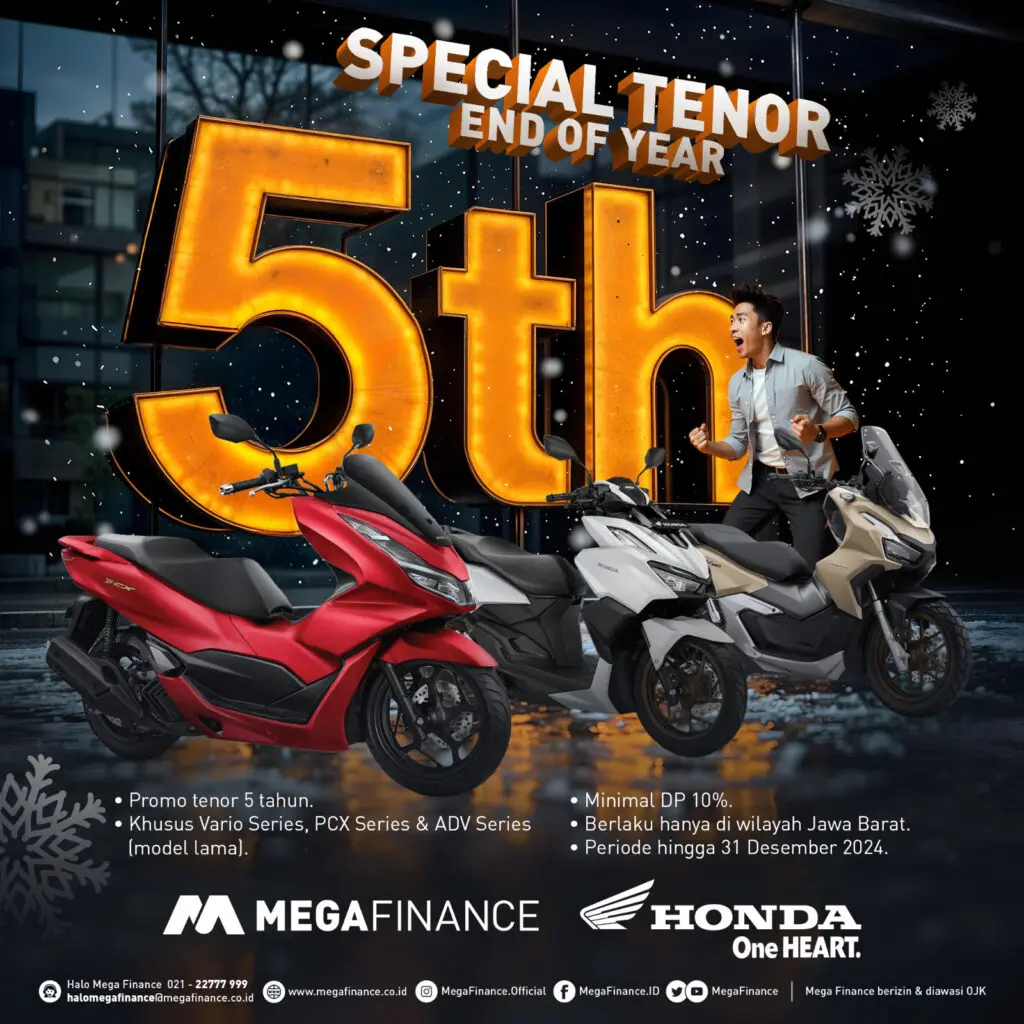 SPECIAL TENOR
END OF YEAR
5th
PCX
HONDA
• Promo tenor 5 tahun.
• Khusus Vario Series, PCX Series & ADV Series
(model lama).
• Minimal DP 10%.
• Berlaku hanya di wilayah Jawa Barat.
• Periode hingga 31 Desember 2024.
MEGAFINANCE
HONDA
One HEART.
Halo Mega Finance 021 - 22777 999
halomegafinance@megafinance.co.id
www.megafinance.co.id
MegaFinance.Official
MegaFinance.ID
MegaFinance
Mega Finance berizin & diawasi OJK